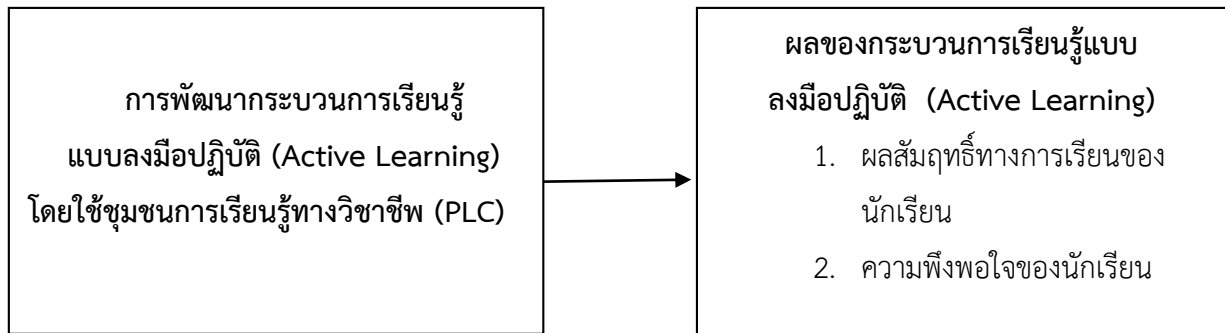 การพัฒนากระบวนการเรียนรู้
แบบลงมือปฏิบัติ (Active Learning)
โดยใช้ชุมชนการเรียนรู้ทางวิชาชีพ (PLC)
ผลของกระบวนการเรียนรู้แบบ
ลงมือปฏิบัติ (Active Learning)
1. ผลสัมฤทธิ์ทางการเรียนของ
นักเรียน
2. ความพึงพอใจของนักเรียน